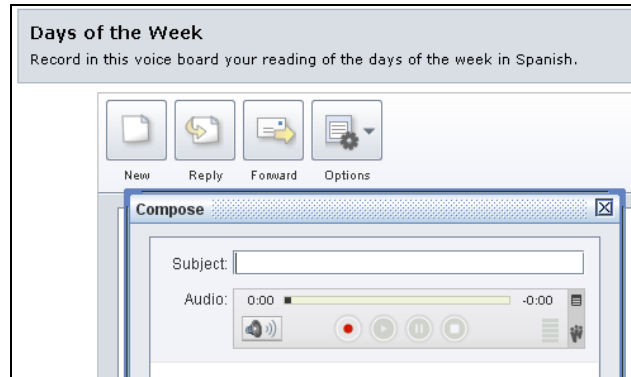 Days of the Week
Record in this voice board your reading of the days of the week in Spanish.
New Reply Forward Options
Compose
Subject:
Audio: 0:00 -0:00